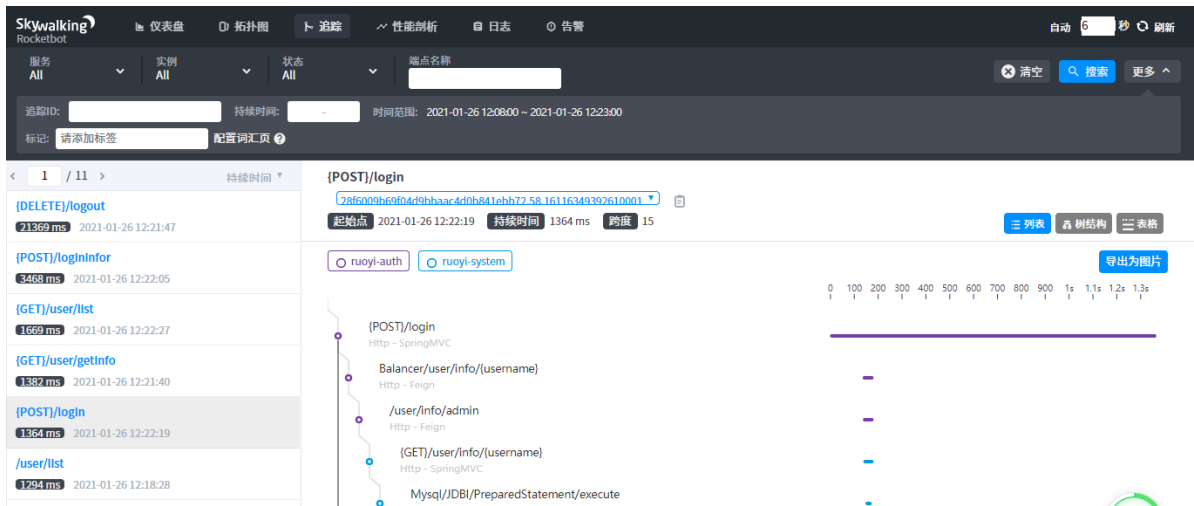 Skywalking
Rocketbot
仪表盘 拓扑图 追踪 性能剖析 日志 告警 自动 6 秒 刷新
服务 实例 状态 端点名称
All All All
清空 搜索 更多
追踪ID: 持续时间: - 时间范围: 2021-01-26 12:08:00 ~ 2021-01-26 12:23:00
标记: 请添加标签 配置词汇页 ?
1 / 11 持续时间
{DELETE}/logout
21369 ms 2021-01-26 12:21:47
{POST}/logininfor
3468 ms 2021-01-26 12:22:05
{GET}/user/list
1669 ms 2021-01-26 12:22:27
{GET}/user/getInfo
1382 ms 2021-01-26 12:21:40
{POST}/login
1364 ms 2021-01-26 12:22:19
/user/list
1294 ms 2021-01-26 12:18:28
{POST}/login
28f6009b69f04d9bbaac4d0b841ebb72.58.16116349392610001
起始点 2021-01-26 12:22:19 持续时间 1364 ms 跨度 15
列表 树结构 表格
ruoyi-auth ruoyi-system 导出为图片
0 100 200 300 400 500 600 700 800 900 1s 1.1s 1.2s 1.3s
{POST}/login
Http - SpringMVC
Balancer/user/info/{username}
Http - Feign
/user/info/admin
Http - Feign
{GET}/user/info/{username}
Http - SpringMVC
Mysql/JDBI/PreparedStatement/execute